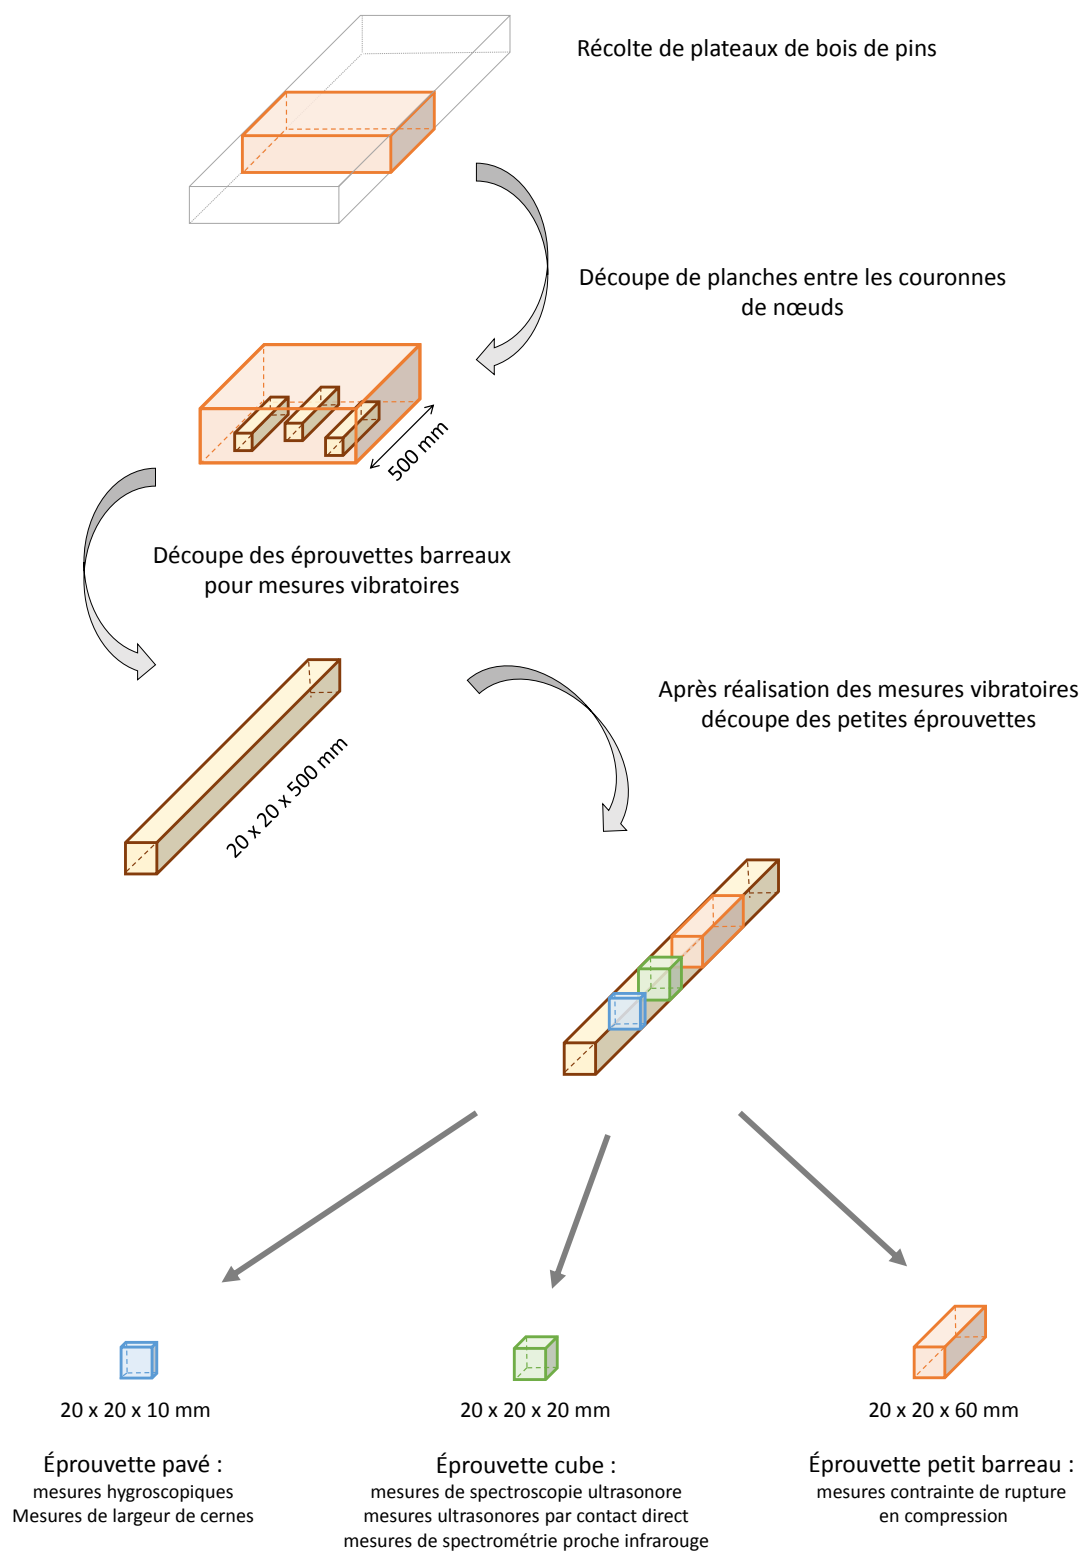 Récolte de plateaux de bois de pins
Découpe de planches entre les couronnes
de nœuds
500 mm
Découpe des éprouvettes barreaux
pour mesures vibratoires
20 x 20 x 500 mm
Après réalisation des mesures vibratoires
découpe des petites éprouvettes
20 x 20 x 10 mm
Éprouvette pavé :
mesures hygroscopiques
Mesures de largeur de cernes
20 x 20 x 20 mm
Éprouvette cube :
mesures de spectroscopie ultrasonore
mesures ultrasonores par contact direct
mesures de spectrométrie proche infrarouge
20 x 20 x 60 mm
Éprouvette petit barreau :
mesures contrainte de rupture
en compression